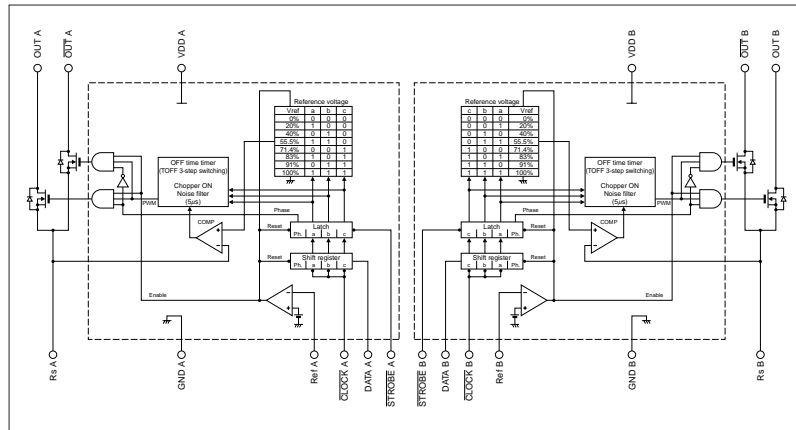 OUT A
OUT A
VDD A
VDD B
OUT B
OUT B
Reference voltage
Vref a b c
0% 0 0 0
20% 0 0 0
40% 0 1 0
55.5% 1 1 0
71.4% 1 0 0
83% 1 0 1
91% 0 1 1
100% 1 1 1
OFF time timer
(TOFF 3-step switching)
Chopper ON
Noise filter
(5µs)
PWM
COMP
+
−
Phase
Reset
Latch
Ph. a b c
Reset
Shift register
Ph. a b c
Enable
−
+
Reference voltage
c b a Vref
0 0 0 0%
0 0 1 20%
0 1 0 40%
0 1 1 55.5%
1 0 0 71.4%
1 0 1 83%
1 1 0 91%
1 1 1 100%
OFF time timer
(TOFF 3-step switching)
Chopper ON
Noise filter
(5µs)
PWM
COMP
+
−
Phase
Latch
Reset
c b a Ph.
Shift register
Reset
c b a Ph.
Enable
−
+
Rs A
GND A
Ref A
CLOCK A
DATA A
STROBE A
STROBE B
DATA B
CLOCK B
Ref B
GND B
Rs B